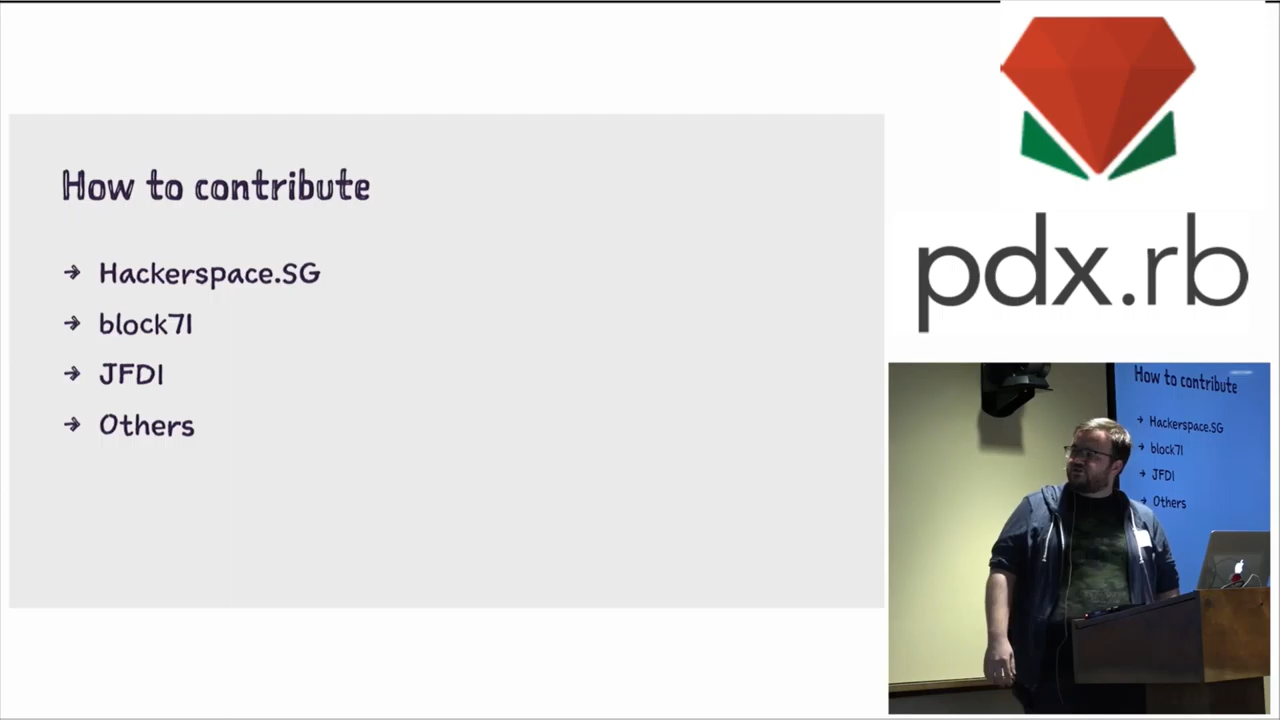 How to contribute
→ Hackerspace.SG
→ block71
→ JFDI
→ Others
pdx.rb
How to contribute
→ Hackerspace.SG
→ block71
→ JFDI
→ Others